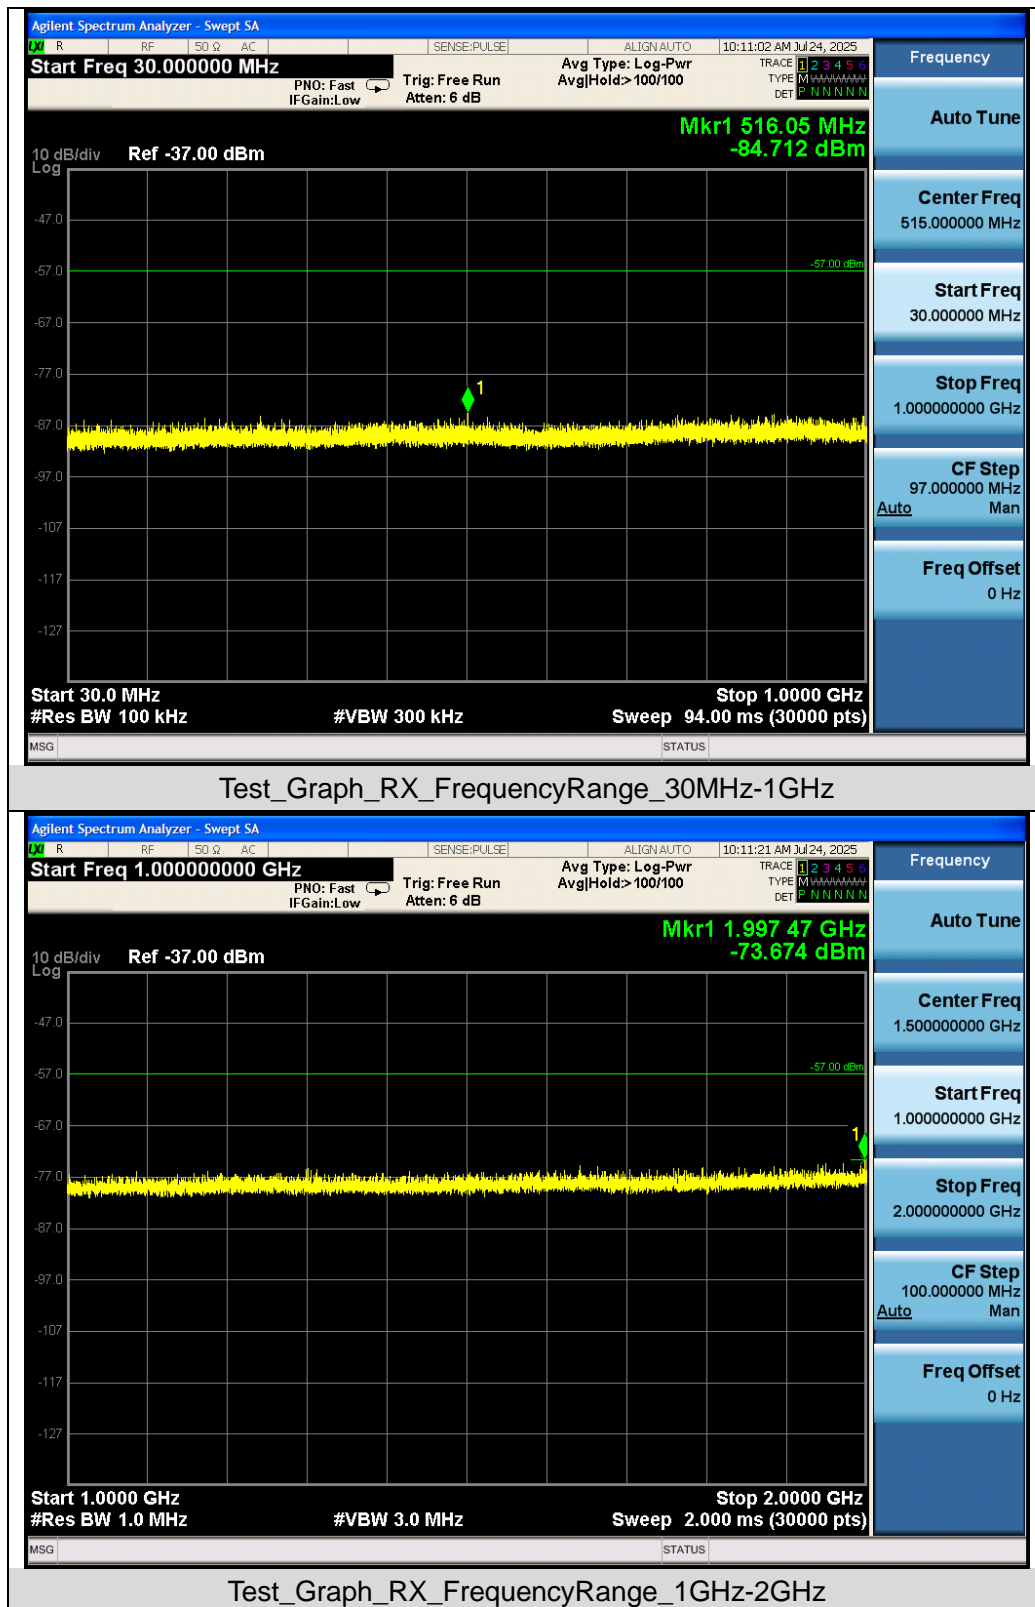 Agilent Spectrum Analyzer - Swept SA
LXI R RF 50 Ω AC SENSE:PULSE ALIGN AUTO 10:11:02 AM Jul 24, 2025
Start Freq 30.000000 MHz
PNO: Fast
IFGain:Low
Trig: Free Run
Atten: 6 dB
Avg Type: Log-Pwr
Avg|Hold:>100/100
TRACE 1 2 3 4 5 6
TYPE M WWWWW
DET P N N N N N
Mkr1 516.05 MHz
-84.712 dBm
10 dB/div
Log
Ref -37.00 dBm
-47.0
-57.0
-57.00 dBm
-67.0
-77.0
1
-87.0
-97.0
-107
-117
-127
Start 30.0 MHz
Stop 1.0000 GHz
#Res BW 100 kHz
#VBW 300 kHz
Sweep 94.00 ms (30000 pts)
MSG
STATUS
Frequency
Auto Tune
Center Freq
515.000000 MHz
Start Freq
30.000000 MHz
Stop Freq
1.000000000 GHz
CF Step
97.000000 MHz
Auto Man
Freq Offset
0 Hz
Test_Graph_RX_FrequencyRange_30MHz-1GHz
Agilent Spectrum Analyzer - Swept SA
LXI R RF 50 Ω AC SENSE:PULSE ALIGN AUTO 10:11:21 AM Jul 24, 2025
Start Freq 1.000000000 GHz
PNO: Fast
IFGain:Low
Trig: Free Run
Atten: 6 dB
Avg Type: Log-Pwr
Avg|Hold:>100/100
TRACE 1 2 3 4 5 6
TYPE M WWWWW
DET P N N N N N
Mkr1 1.997 47 GHz
-73.674 dBm
10 dB/div
Log
Ref -37.00 dBm
-47.0
-57.0
-57.00 dBm
-67.0
1
-77.0
-87.0
-97.0
-107
-117
-127
Start 1.0000 GHz
Stop 2.0000 GHz
#Res BW 1.0 MHz
#VBW 3.0 MHz
Sweep 2.000 ms (30000 pts)
MSG
STATUS
Frequency
Auto Tune
Center Freq
1.500000000 GHz
Start Freq
1.000000000 GHz
Stop Freq
2.000000000 GHz
CF Step
100.000000 MHz
Auto Man
Freq Offset
0 Hz
Test_Graph_RX_FrequencyRange_1GHz-2GHz